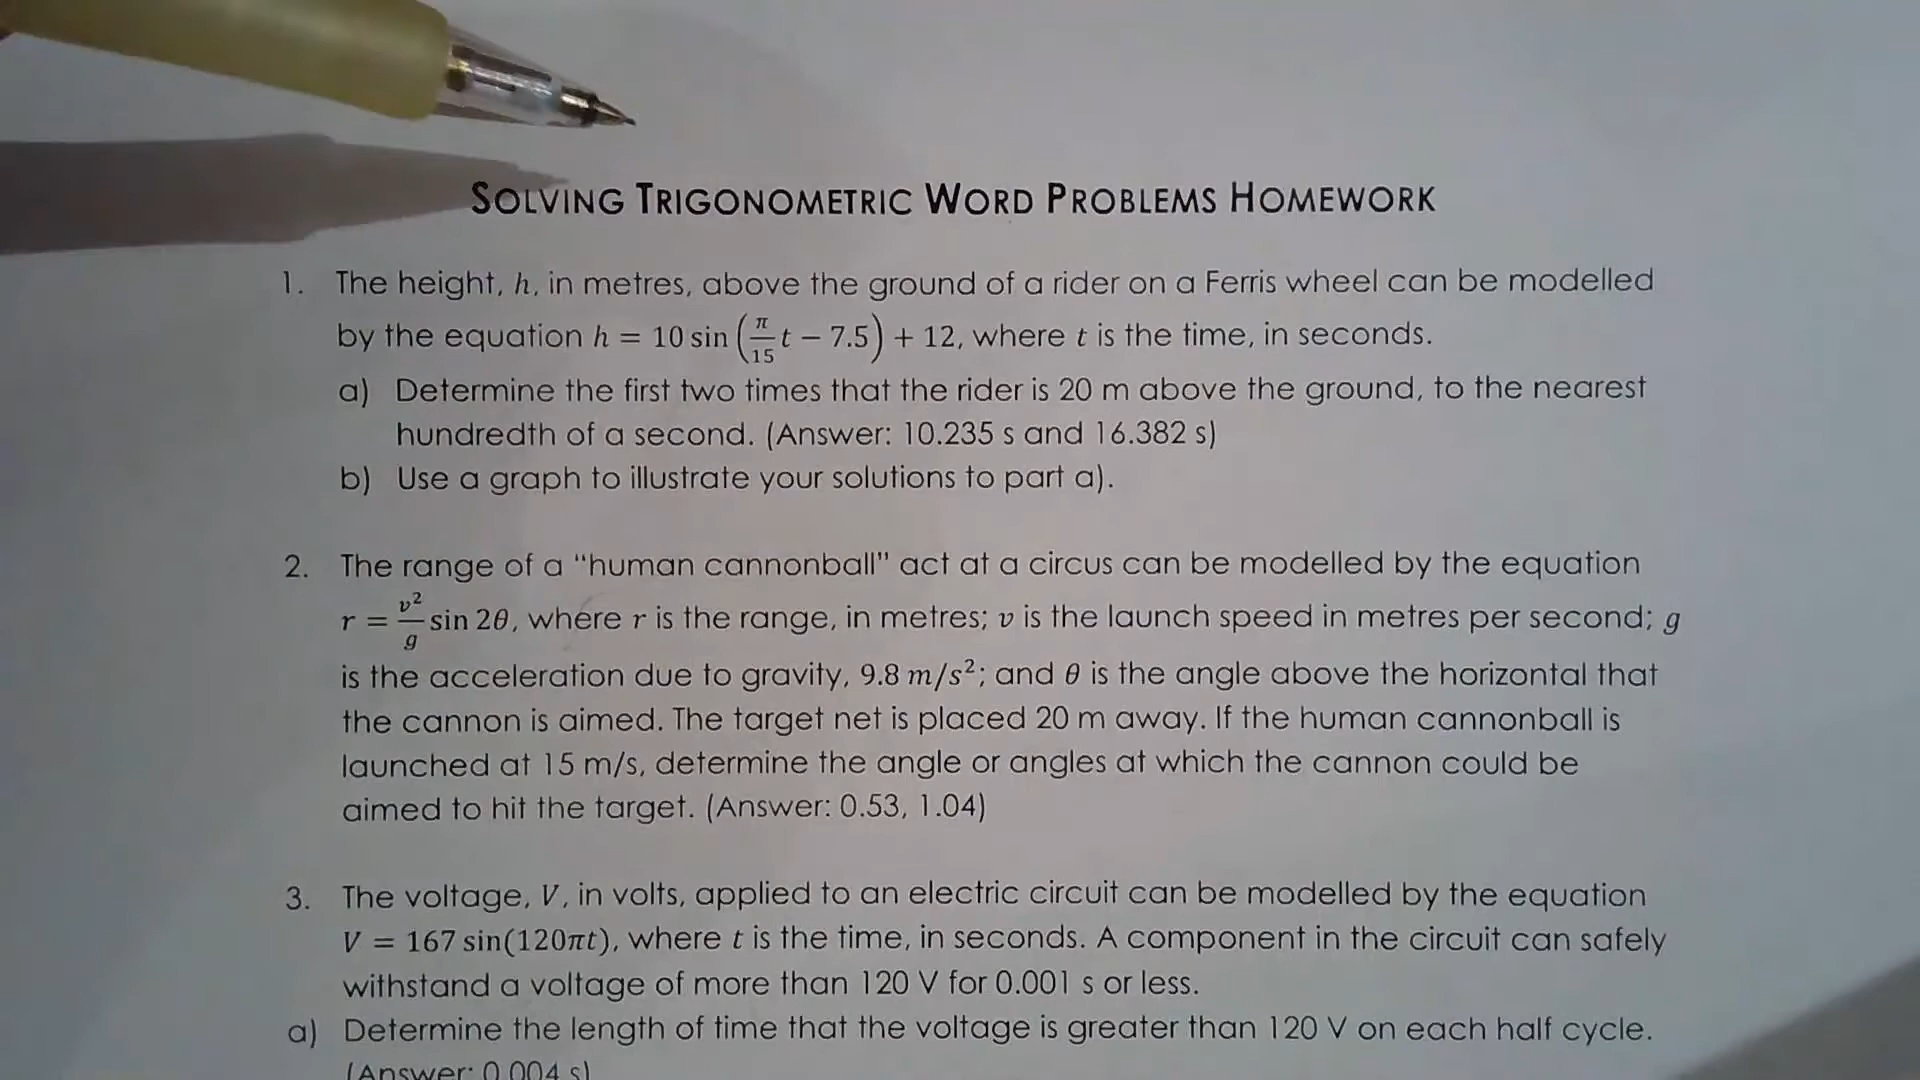 SOLVING TRIGONOMETRIC WORD PROBLEMS HOMEWORK
1. The height, h, in metres, above the ground of a rider on a Ferris wheel can be modelled
by the equation h = 10 sin (π/15 t − 7.5) + 12, where t is the time, in seconds.
a) Determine the first two times that the rider is 20 m above the ground, to the nearest
hundredth of a second. (Answer: 10.235 s and 16.382 s)
b) Use a graph to illustrate your solutions to part a).
2. The range of a “human cannonball” act at a circus can be modelled by the equation
r = v²/g sin 2θ, where r is the range, in metres; v is the launch speed in metres per second; g
is the acceleration due to gravity, 9.8 m/s²; and θ is the angle above the horizontal that
the cannon is aimed. The target net is placed 20 m away. If the human cannonball is
launched at 15 m/s, determine the angle or angles at which the cannon could be
aimed to hit the target. (Answer: 0.53, 1.04)
3. The voltage, V, in volts, applied to an electric circuit can be modelled by the equation
V = 167 sin(120πt), where t is the time, in seconds. A component in the circuit can safely
withstand a voltage of more than 120 V for 0.001 s or less.
a) Determine the length of time that the voltage is greater than 120 V on each half cycle.
(Answer: 0.004 s)